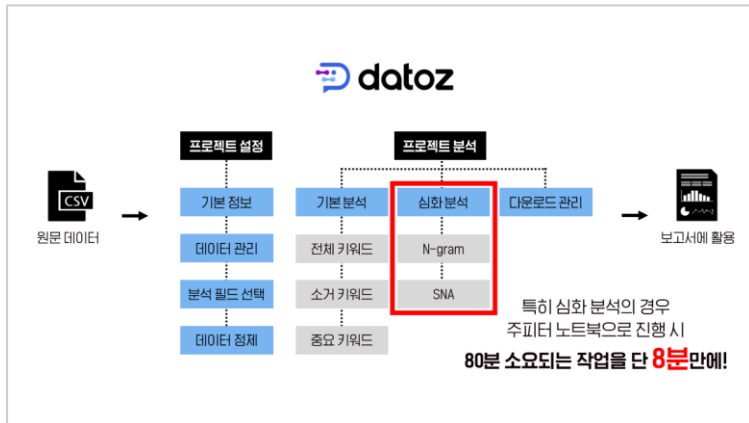 datoz
프로젝트 설정
프로젝트 분석
CSV
원문 데이터
기본 정보
기본 분석
심화 분석
다운로드 관리
보고서에 활용
데이터 관리
전체 키워드
N-gram
분석 필드 선택
소거 키워드
SNA
데이터 정제
중요 키워드
특히 심화 분석의 경우
주피터 노트북으로 진행 시
80분 소요되는 작업을 단 8분만에!